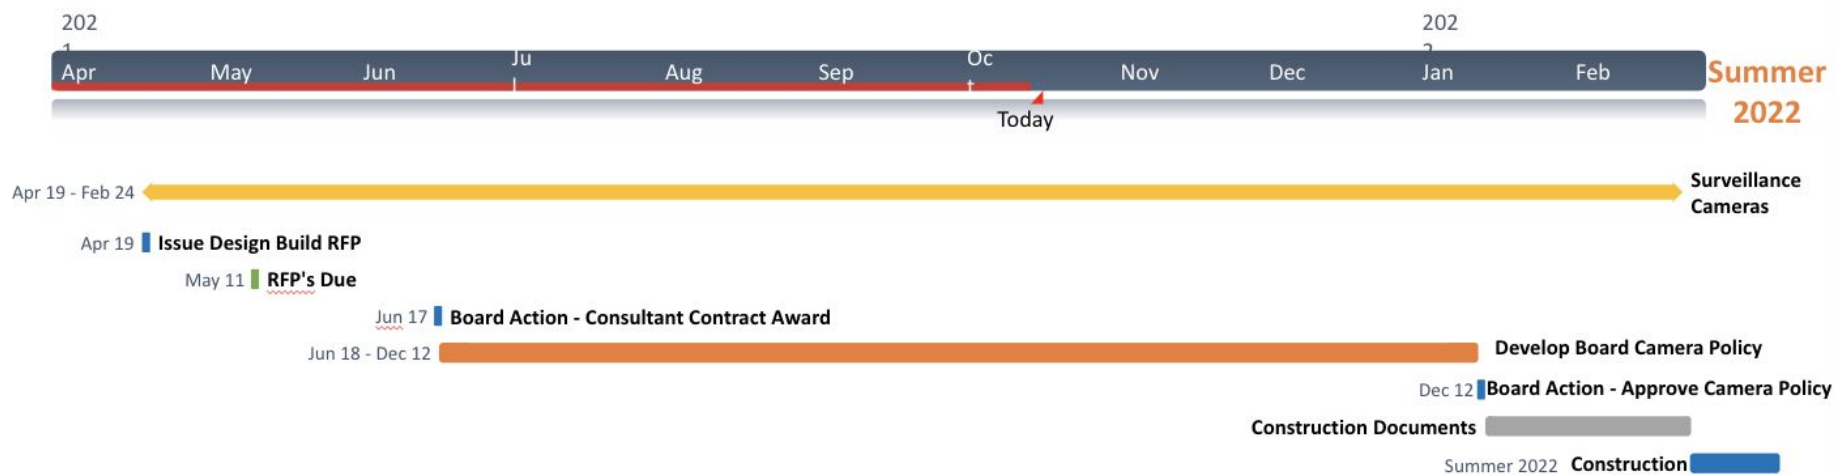 202
1
202
2
Apr May Jun Jul Aug Sep Oct Nov Dec Jan Feb
Summer
2022
Today
Apr 19 - Feb 24
Surveillance
Cameras
Apr 19 Issue Design Build RFP
May 11 RFP's Due
Jun 17 Board Action - Consultant Contract Award
Jun 18 - Dec 12 Develop Board Camera Policy
Dec 12 Board Action - Approve Camera Policy
Construction Documents
Summer 2022 Construction